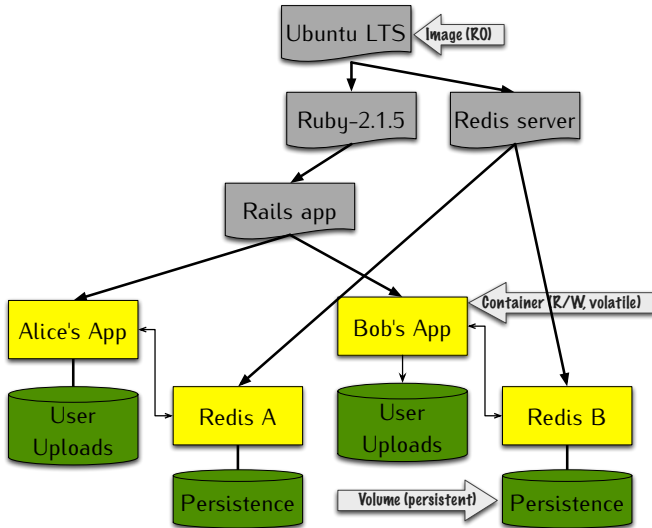 Ubuntu LTS
Image (RO)
Ruby-2.1.5
Redis server
Rails app
Container (R/W, volatile)
Alice's App
Bob's App
User
Uploads
Redis A
User
Uploads
Redis B
Persistence
Volume (persistent)
Persistence